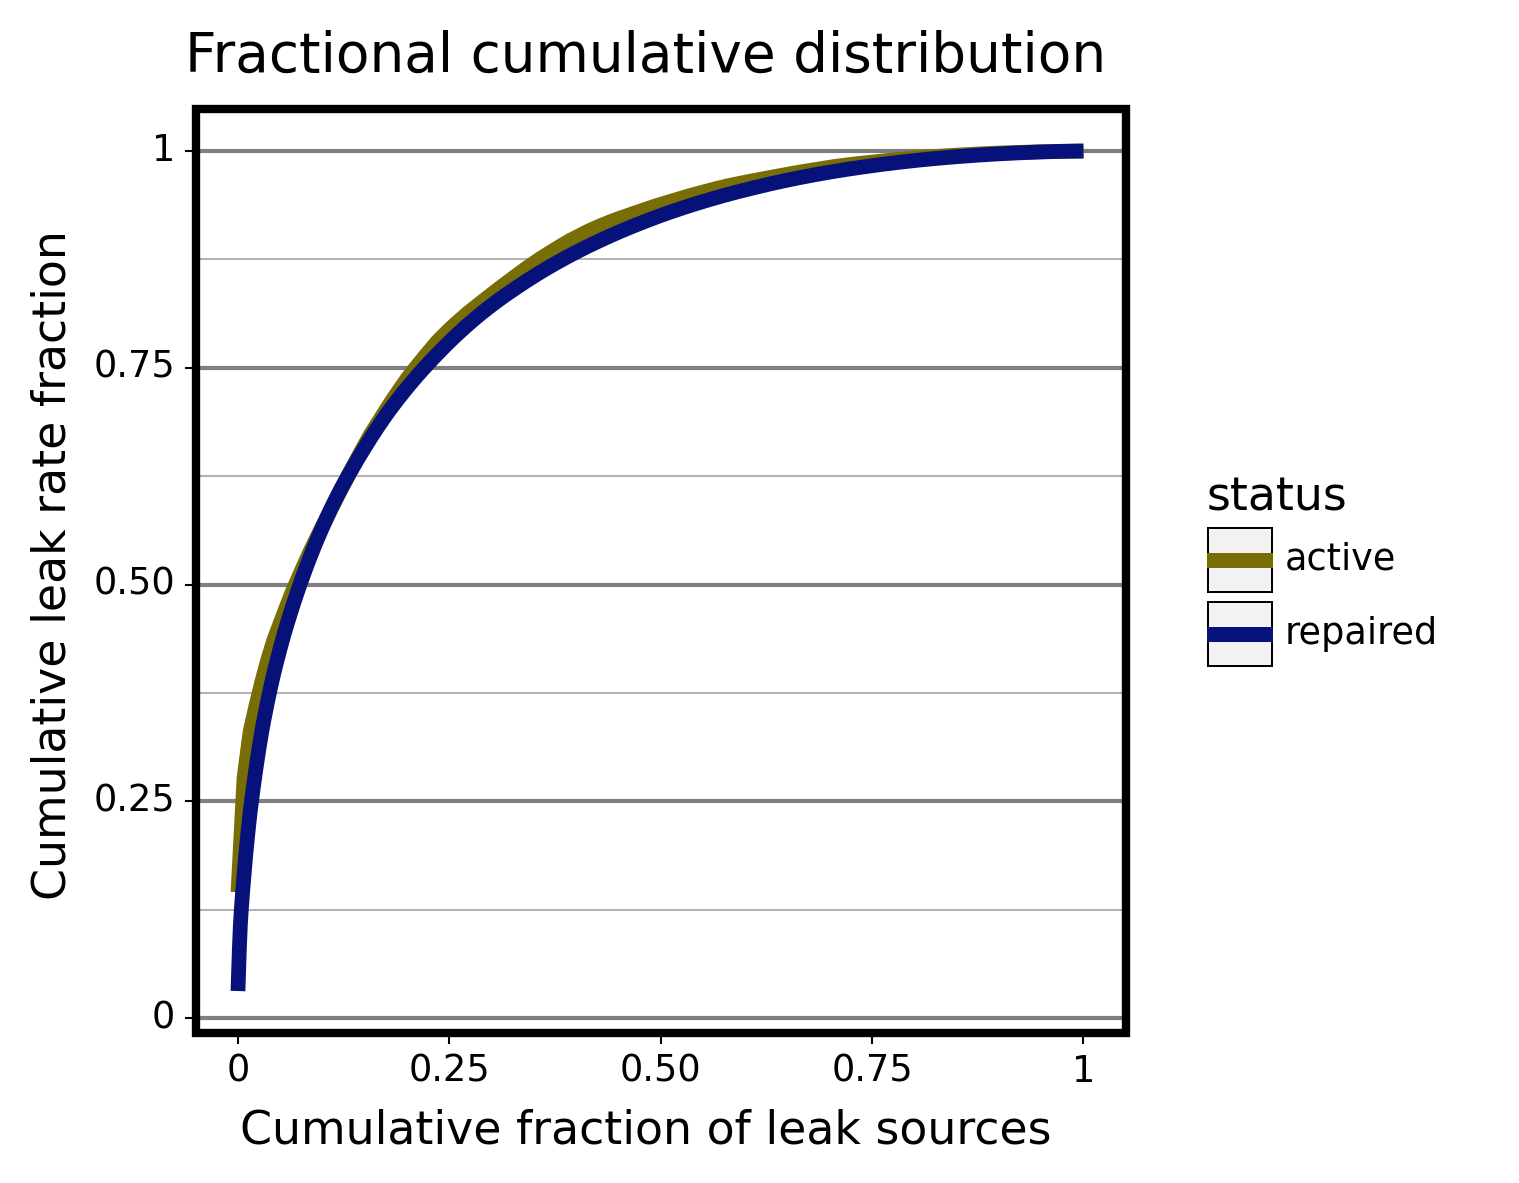 Fractional cumulative distribution
Cumulative leak rate fraction
1
0.75
0.50
0.25
0
0 0.25 0.50 0.75 1
Cumulative fraction of leak sources
status
active
repaired